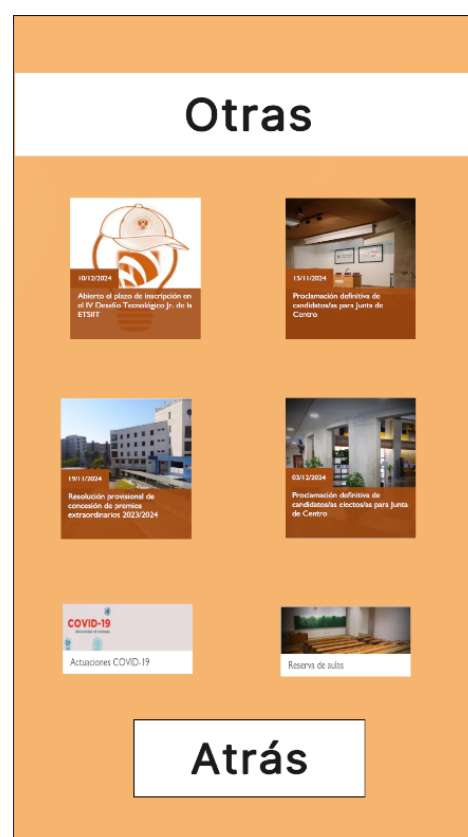 Otras
10/12/2024
Abierto el plazo de inscripción en
el IV Desafío Tecnológico Jr. de la
ETSIIT
15/11/2024
Proclamación definitiva de
candidatos/as para Junta de
Centro
19/11/2024
Resolución provisional de
concesión de premios
extraordinarios 2023/2024
03/12/2024
Proclamación definitiva de
candidatos/as electos/as para Junta
de Centro
COVID-19
Actuaciones COVID-19
Reserva de aulas
Atrás